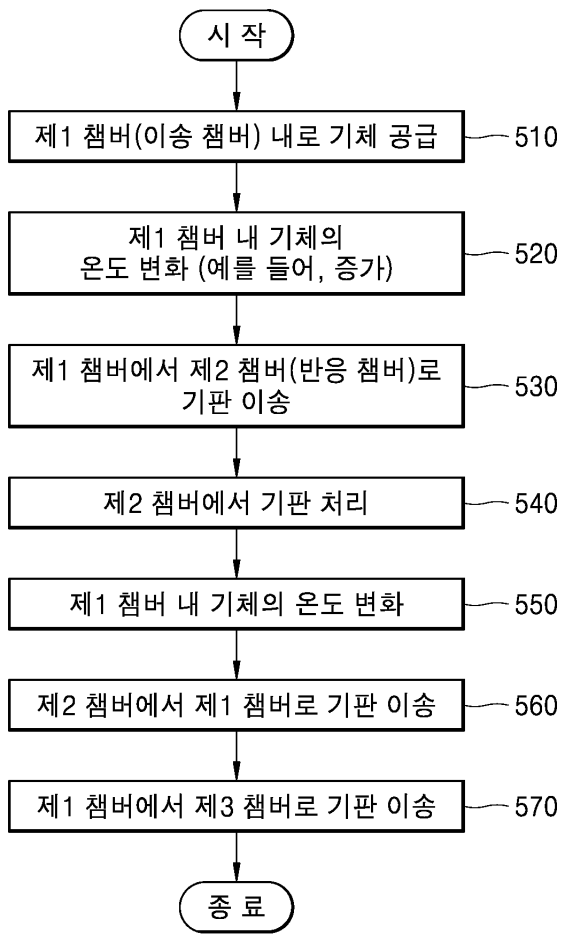 시 작
제1 챔버(이송 챔버) 내로 기체 공급
510
제1 챔버 내 기체의
온도 변화 (예를 들어, 증가)
520
제1 챔버에서 제2 챔버(반응 챔버)로
기판 이송
530
제2 챔버에서 기판 처리
540
제1 챔버 내 기체의 온도 변화
550
제2 챔버에서 제1 챔버로 기판 이송
560
제1 챔버에서 제3 챔버로 기판 이송
570
종 료